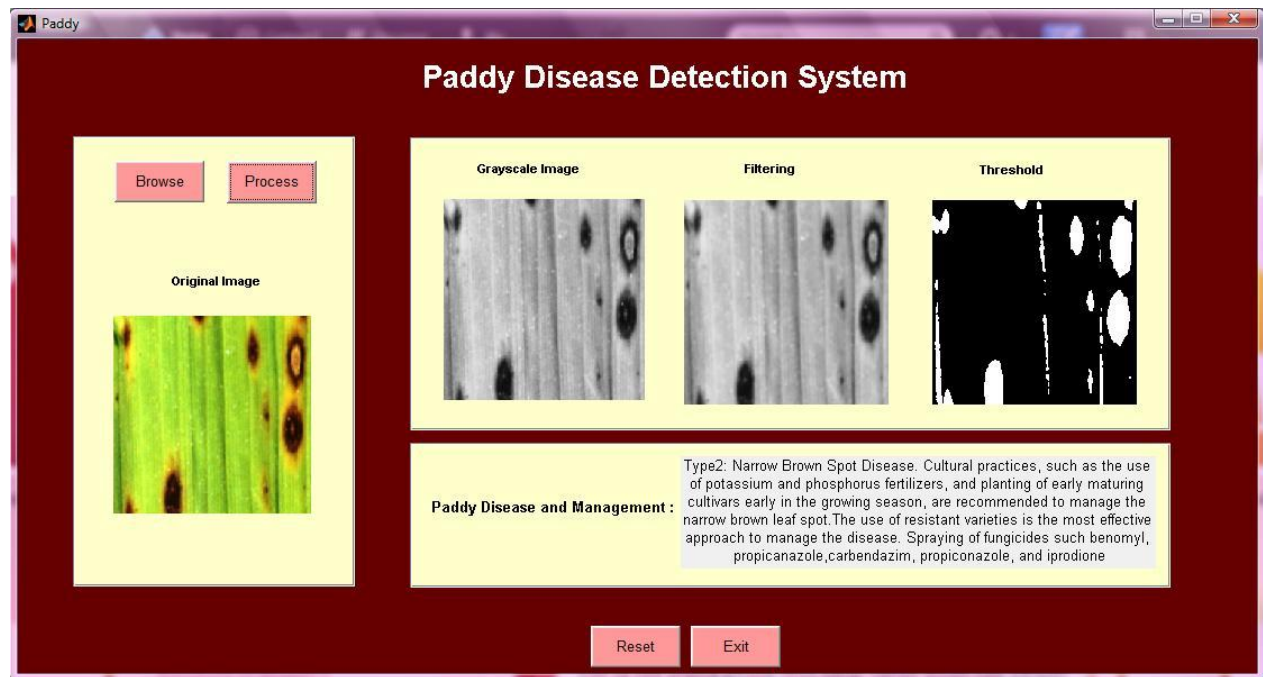 Paddy
Paddy Disease Detection System
Browse
Process
Original Image
Grayscale Image
Filtering
Threshold
Paddy Disease and Management :
Type2: Narrow Brown Spot Disease. Cultural practices, such as the use
of potassium and phosphorus fertilizers, and planting of early maturing
cultivars early in the growing season, are recommended to manage the
narrow brown leaf spot.The use of resistant varieties is the most effective
approach to manage the disease. Spraying of fungicides such benomyl,
propicanazole,carbendazim, propiconazole, and iprodione
Reset
Exit